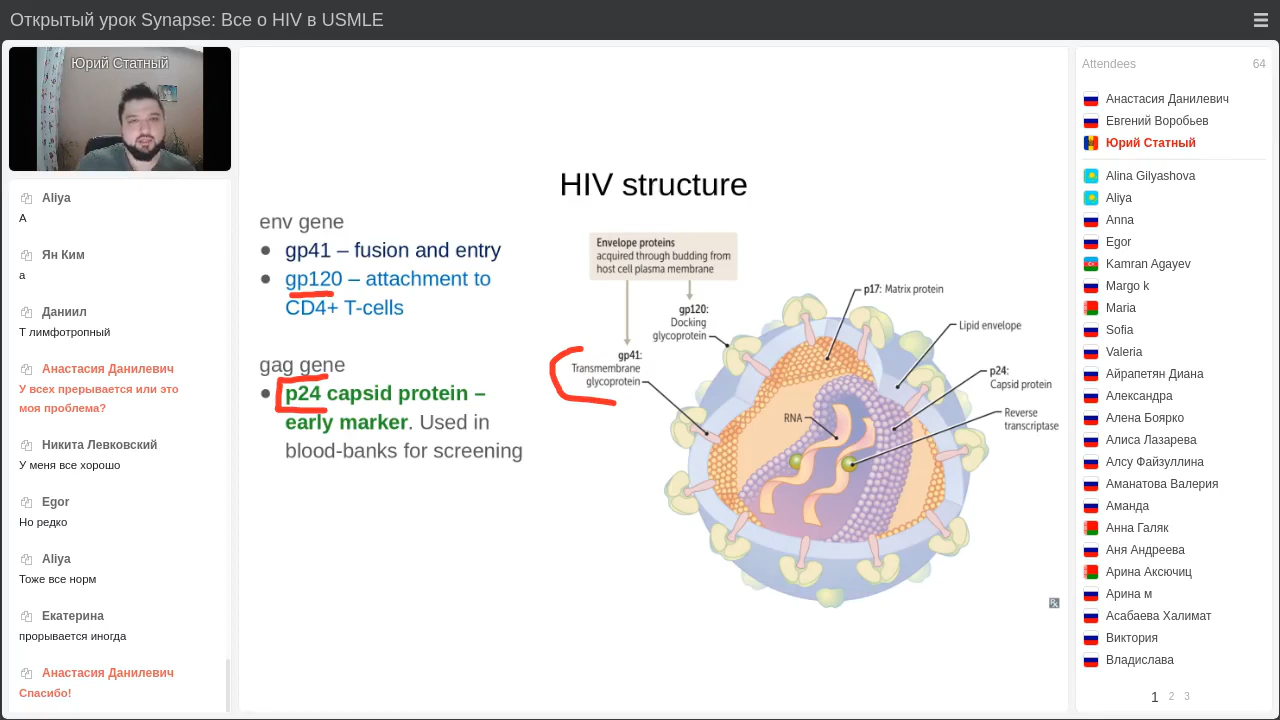 Открытый урок Synapse: Все о HIV в USMLE
Юрий Статный
Aliya
А
Ян Ким
а
Даниил
Т лимфотропный
Анастасия Данилевич
У всех прерывается или это
моя проблема?
Никита Левковский
У меня все хорошо
Egor
Но редко
Aliya
Тоже все норм
Екатерина
прорывается иногда
Анастасия Данилевич
Спасибо!
HIV structure
env gene
● gp41 – fusion and entry
● gp120 – attachment to
CD4+ T-cells
gag gene
● p24 capsid protein –
early marker. Used in
blood-banks for screening
Envelope proteins
acquired through budding from
host cell plasma membrane
gp120:
Docking
glycoprotein
gp41:
Transmembrane
glycoprotein
p17: Matrix protein
Lipid envelope
p24:
Capsid protein
Reverse
transcriptase
RNA
Rx
Attendees 64
Анастасия Данилевич
Евгений Воробьев
Юрий Статный
Alina Gilyashova
Aliya
Anna
Egor
Kamran Agayev
Margo k
Maria
Sofia
Valeria
Айрапетян Диана
Александра
Алена Боярко
Алиса Лазарева
Алсу Файзуллина
Аманатова Валерия
Аманда
Анна Галяк
Аня Андреева
Арина Аксючиц
Арина м
Асабаева Халимат
Виктория
Владислава
1 2 3